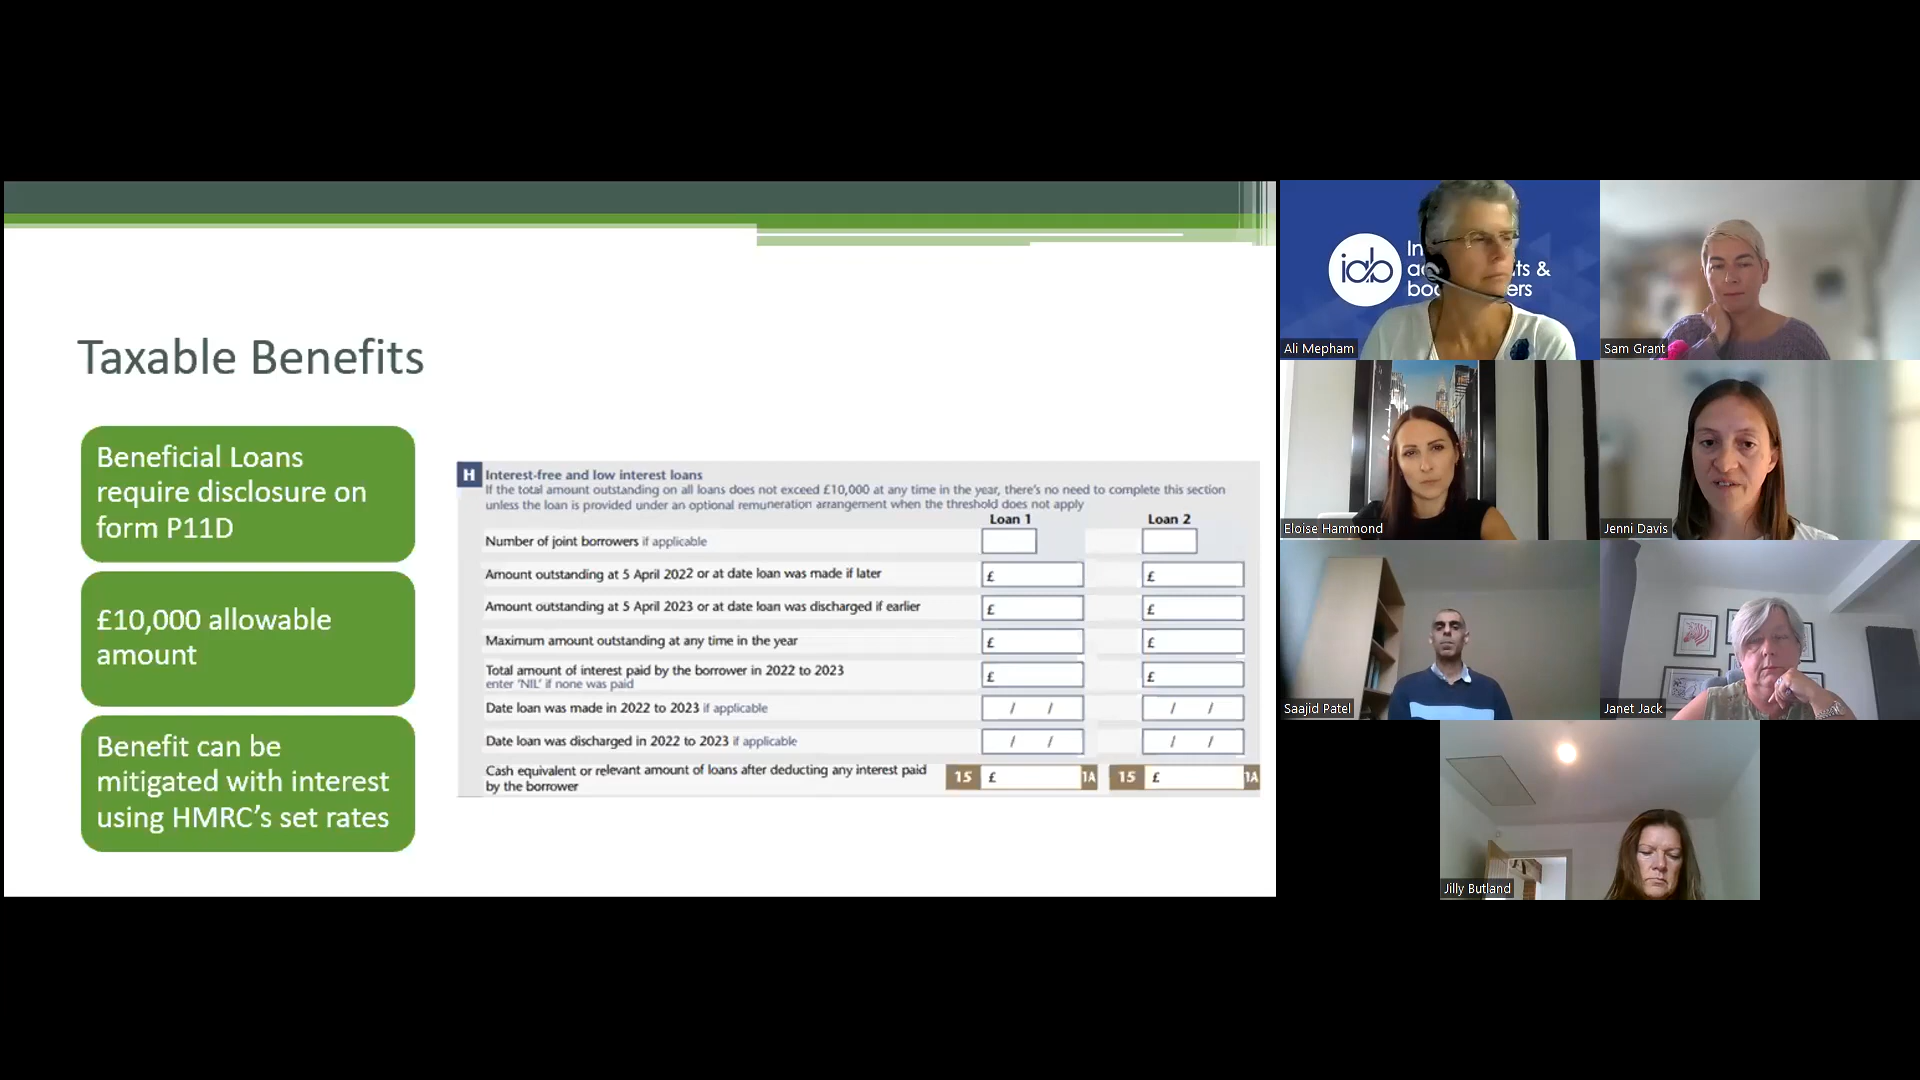 Taxable Benefits
Beneficial Loans
require disclosure on
form P11D
£10,000 allowable
amount
Benefit can be
mitigated with interest
using HMRC's set rates
H Interest-free and low interest loans
If the total amount outstanding on all loans does not exceed £10,000 at any time in the year, there's no need to complete this section
unless the loan is provided under an optional remuneration arrangement when the threshold does not apply
Loan 1 Loan 2
Number of joint borrowers if applicable
Amount outstanding at 5 April 2022 or at date loan was made if later £ £
Amount outstanding at 5 April 2023 or at date loan was discharged if earlier £ £
Maximum amount outstanding at any time in the year £ £
Total amount of interest paid by the borrower in 2022 to 2023 £ £
enter 'NIL' if none was paid
Date loan was made in 2022 to 2023 if applicable / / / /
Date loan was discharged in 2022 to 2023 if applicable / / / /
Cash equivalent or relevant amount of loans after deducting any interest paid 15 £ 1A 15 £ 1A
by the borrower
iab
ts &
ers
Ali Mepham
Sam Grant
Eloise Hammond
Jenni Davis
Saajid Patel
Janet Jack
Jilly Butland